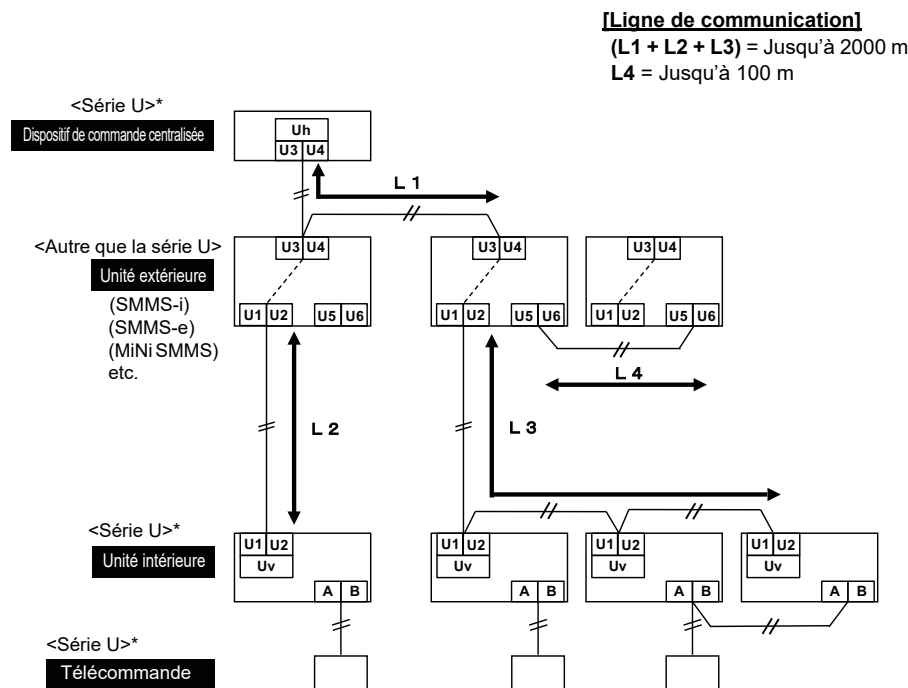 [Ligne de communication]
(L1 + L2 + L3) = Jusqu'à 2000 m
L4 = Jusqu'à 100 m
<Série U>*
Dispositif de commande centralisée
Uh
U3 U4
L 1
<Autre que la série U>
Unité extérieure
(SMMS-i)
(SMMS-e)
(MiNi SMMS)
etc.
U3 U4
U1 U2 U5 U6
U3 U4
U1 U2 U5 U6
U3 U4
U1 U2 U5 U6
L 4
L 2
L 3
<Série U>*
Unité intérieure
U1 U2
Uv
A B
U1 U2
Uv
A B
U1 U2
Uv
A B
U1 U2
Uv
A B
<Série U>*
Télécommande